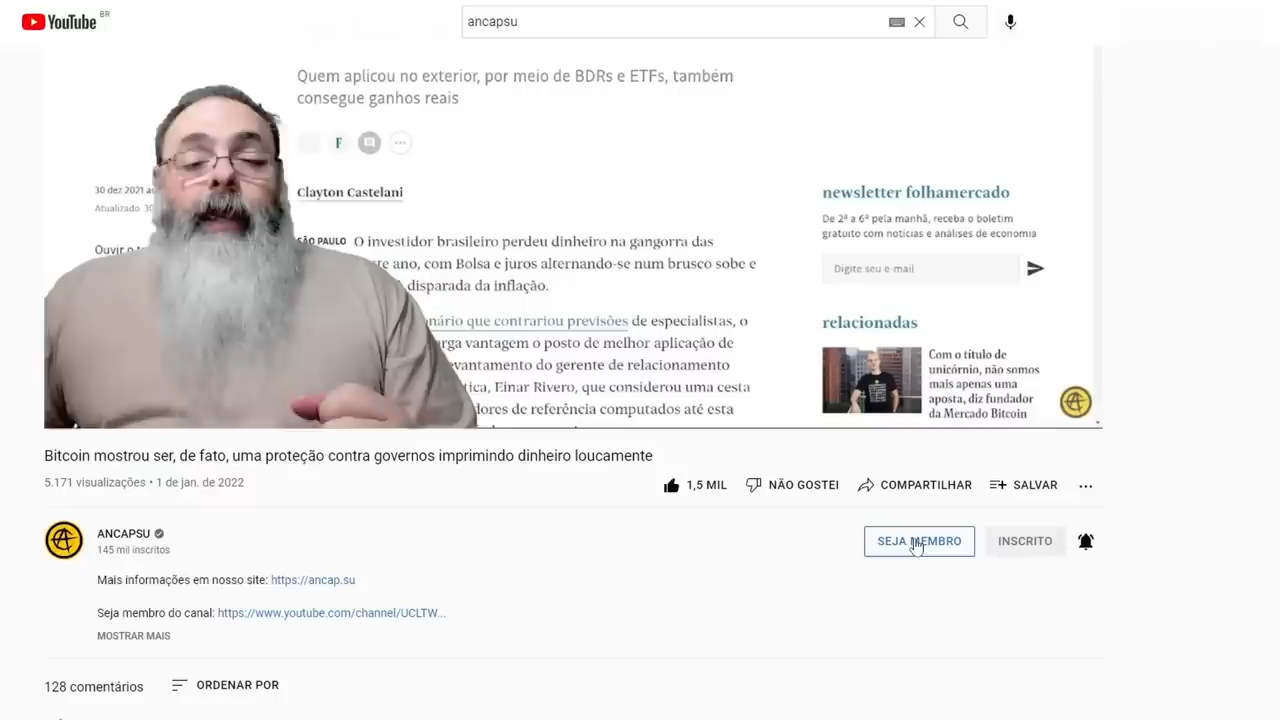 YouTube BR
ancapsu
Quem aplicou no exterior, por meio de BDRs e ETFs, também
consegue ganhos reais
F
30 dez 2021
Atualizado 30
Clayton Castelani
newsletter folhamercado
De 2ª a 6ª pela manhã, receba o boletim
gratuito com notícias e análises de economia
Digite seu e-mail
Ouvir o
SÃO PAULO O investidor brasileiro perdeu dinheiro na gangorra das
te ano, com Bolsa e juros alternando-se num brusco sobe e
disparada da inflação.
nário que contrariou previsões de especialistas, o
arga vantagem o posto de melhor aplicação de
evantamento do gerente de relacionamento
tica, Einar Rivero, que considerou uma cesta
dores de referência computados até esta
relacionadas
Com o título de
unicórnio, não somos
mais apenas uma
aposta, diz fundador
da Mercado Bitcoin
Bitcoin mostrou ser, de fato, uma proteção contra governos imprimindo dinheiro loucamente
5.171 visualizações • 1 de jan. de 2022
1,5 MIL NÃO GOSTEI COMPARTILHAR SALVAR
ANCAPSU
145 mil inscritos
SEJA MEMBRO INSCRITO
Mais informações em nosso site: https://ancap.su
Seja membro do canal: https://www.youtube.com/channel/UCLTW...
MOSTRAR MAIS
128 comentários ORDENAR POR